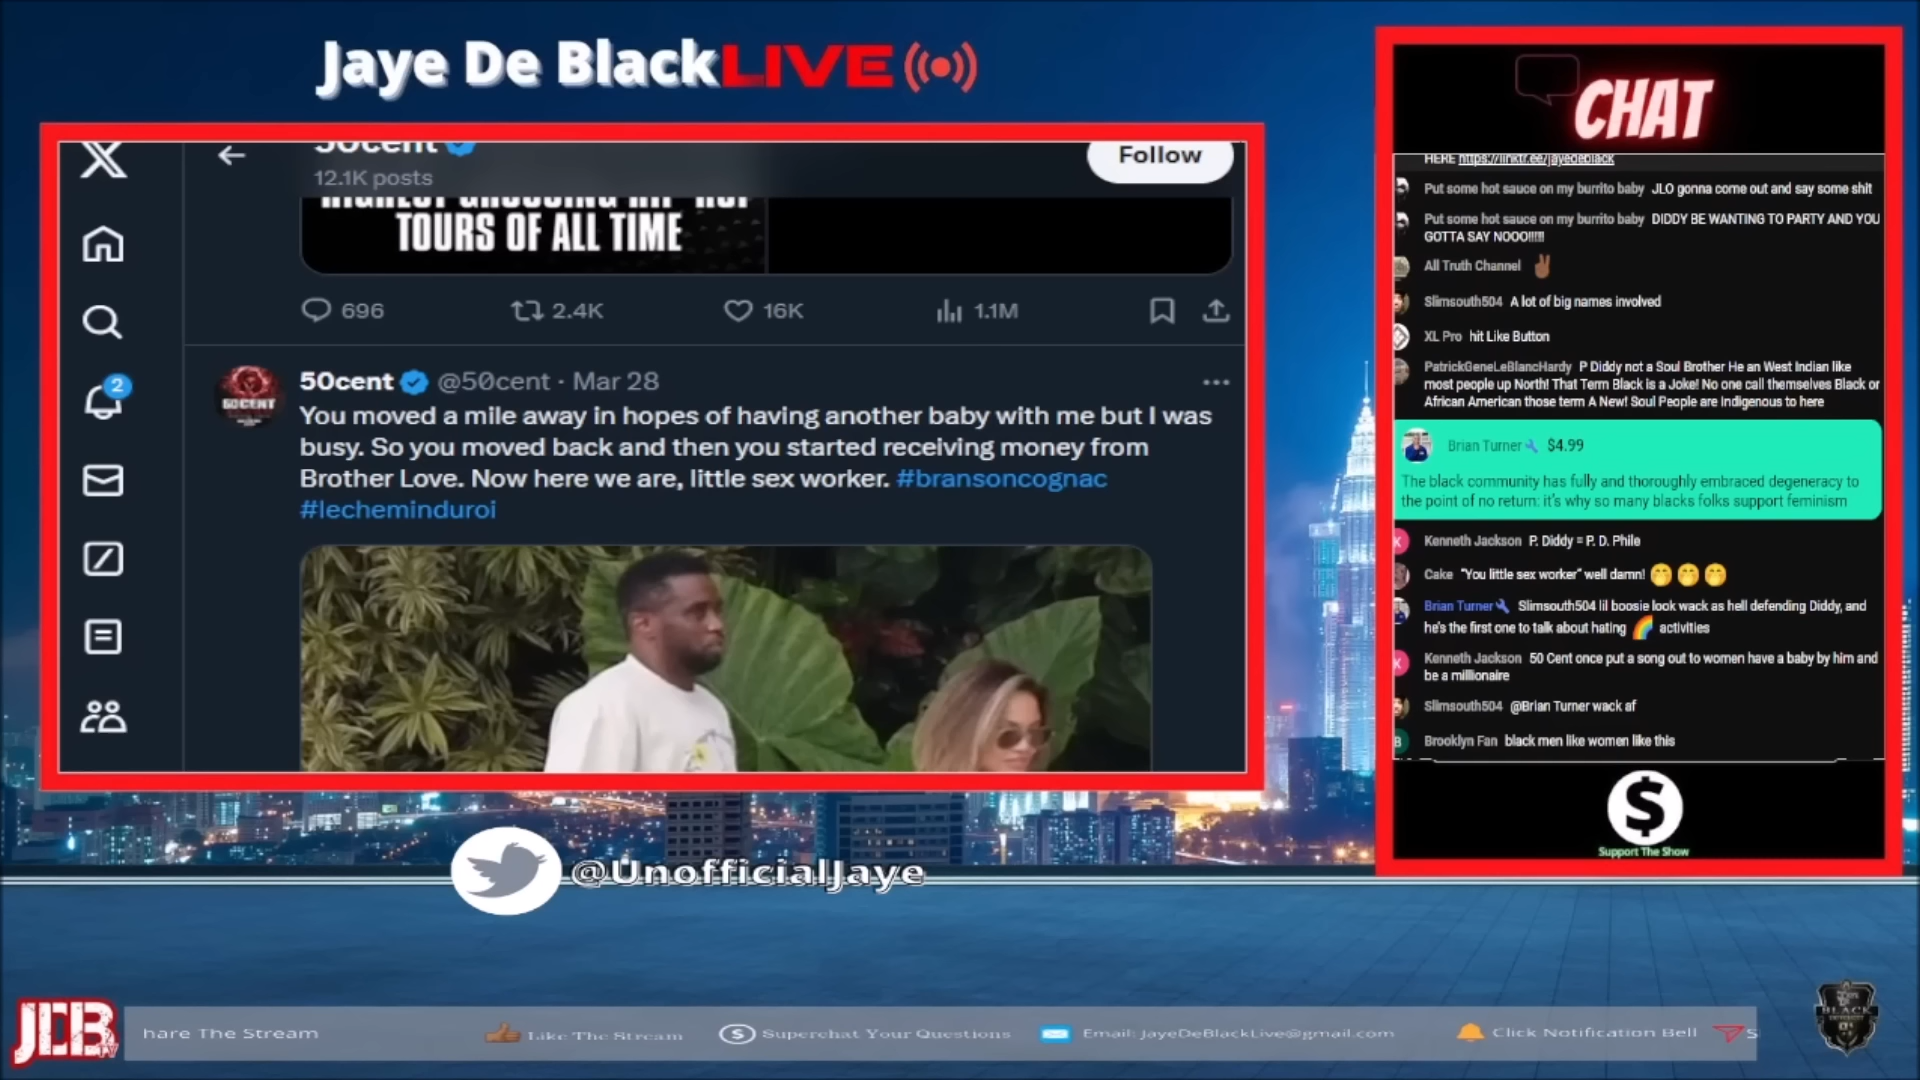 Jaye De BlackLIVE
50cent
12.1K posts
Follow
HIGHEST GROSSING HIP-HOP
TOURS OF ALL TIME
696
2.4K
16K
1.1M
2
50cent @50cent · Mar 28
You moved a mile away in hopes of having another baby with me but I was
busy. So you moved back and then you started receiving money from
Brother Love. Now here we are, little sex worker. #bransoncognac
#lecheminduroi
50CENT
@UnofficialJaye
CHAT
HERE https://linktr.ee/jayedeblack
Put some hot sauce on my burrito baby JLO gonna come out and say some shit
Put some hot sauce on my burrito baby DIDDY BE WANTING TO PARTY AND YOU
GOTTA SAY NOOO!!!!!
All Truth Channel
Slimsouth504 A lot of big names involved
XL Pro hit Like Button
PatrickGeneLeBlancHardy P Diddy not a Soul Brother He an West Indian like
most people up North! That Term Black is a Joke! No one call themselves Black or
African American those term A New! Soul People are Indigenous to here
Brian Turner $4.99
The black community has fully and thoroughly embraced degeneracy to
the point of no return: it's why so many blacks folks support feminism
K
Kenneth Jackson P. Diddy = P. D. Phile
Cake "You little sex worker" well damn!
Brian Turner Slimsouth504 lil boosie look wack as hell defending Diddy, and
he's the first one to talk about hating activities
K
Kenneth Jackson 50 Cent once put a song out to women have a baby by him and
be a millionaire
Slimsouth504 @Brian Turner wack af
B
Brooklyn Fan black men like women like this
$
Support The Show
JDB TV
hare The Stream
Like The Stream
Superchat Your Questions
Email: JayeDeBlackLive@gmail.com
Click Notification Bell
S
BLACK